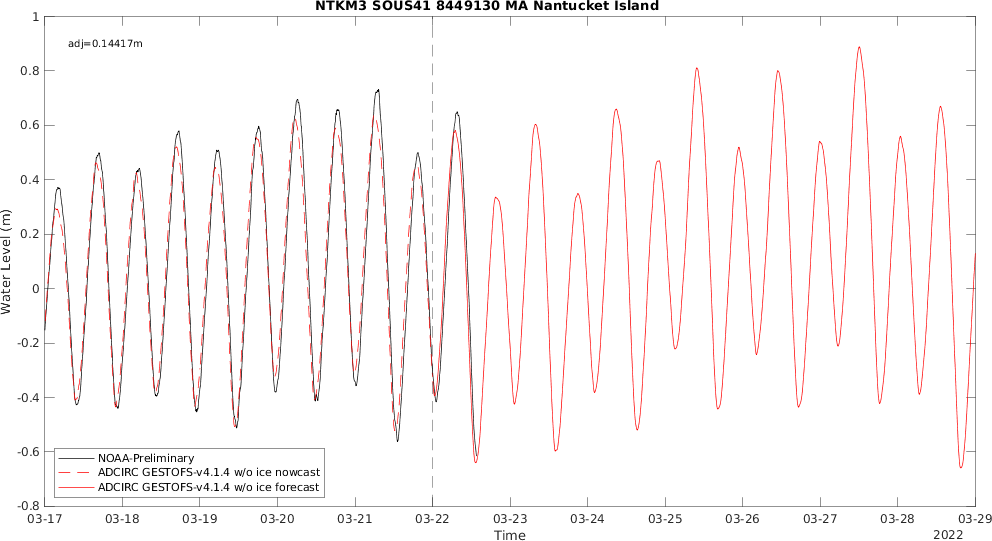 NTKM3 SOUS41 8449130 MA Nantucket Island
adj=0.14417m
Water Level (m)
1
0.8
0.6
0.4
0.2
0
-0.2
-0.4
-0.6
-0.8
NOAA-Preliminary
ADCIRC GESTOFS-v4.1.4 w/o ice nowcast
ADCIRC GESTOFS-v4.1.4 w/o ice forecast
03-17 03-18 03-19 03-20 03-21 03-22 03-23 03-24 03-25 03-26 03-27 03-28 03-29
Time
2022